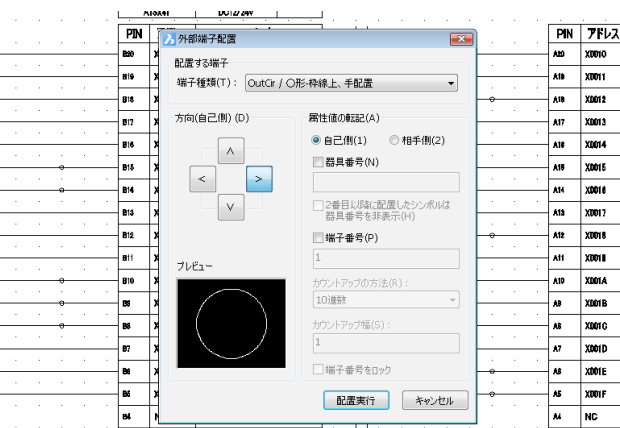 A1SX41 DC12/24V
PIN
PIN アドレス
外部端子配置
配置する端子
端子種類(T): OutCir / ○形-枠線上、手配置
方向(自己側) (D)
属性値の転記(A)
自己側(1) 相手側(2)
器具番号(N)
2番目以降に配置したシンボルは
器具番号を非表示(H)
端子番号(P)
1
カウントアップの方法(R):
10進数
カウントアップ幅(S):
1
端子番号をロック
プレビュー
配置実行 キャンセル
B20
B19
B18
B17
B16
B15
B14
B13
B12
B11
B10
B9
B8
B7
B6
B5
B4
A20 X0010
A19 X0011
A18 X0012
A17 X0013
A16 X0014
A15 X0015
A14 X0016
A13 X0017
A12 X0018
A11 X0019
A10 X001A
A9 X001B
A8 X001C
A7 X001D
A6 X001E
A5 X001F
A4 NC